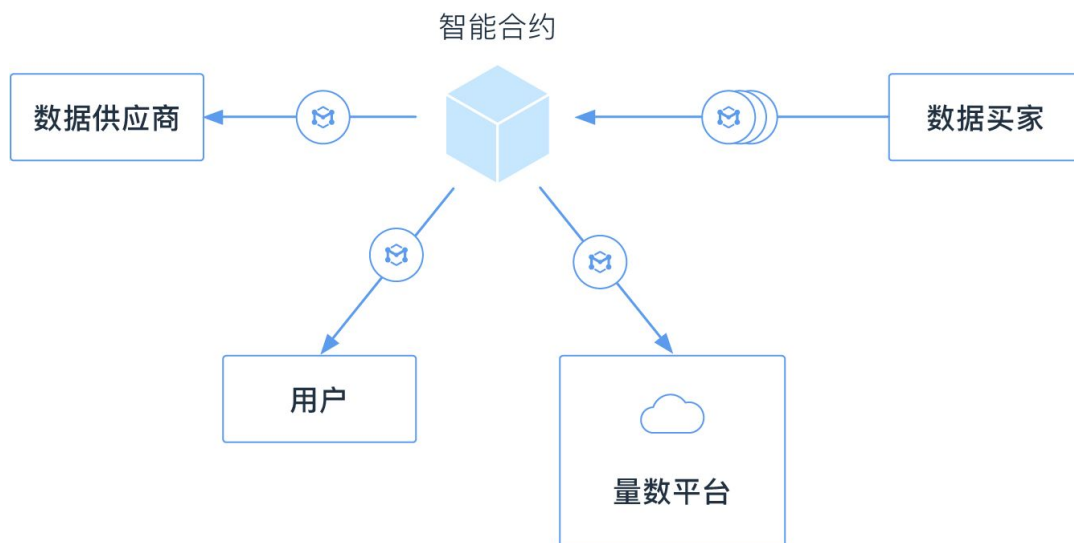 智能合约
数据供应商
数据买家
用户
量数平台